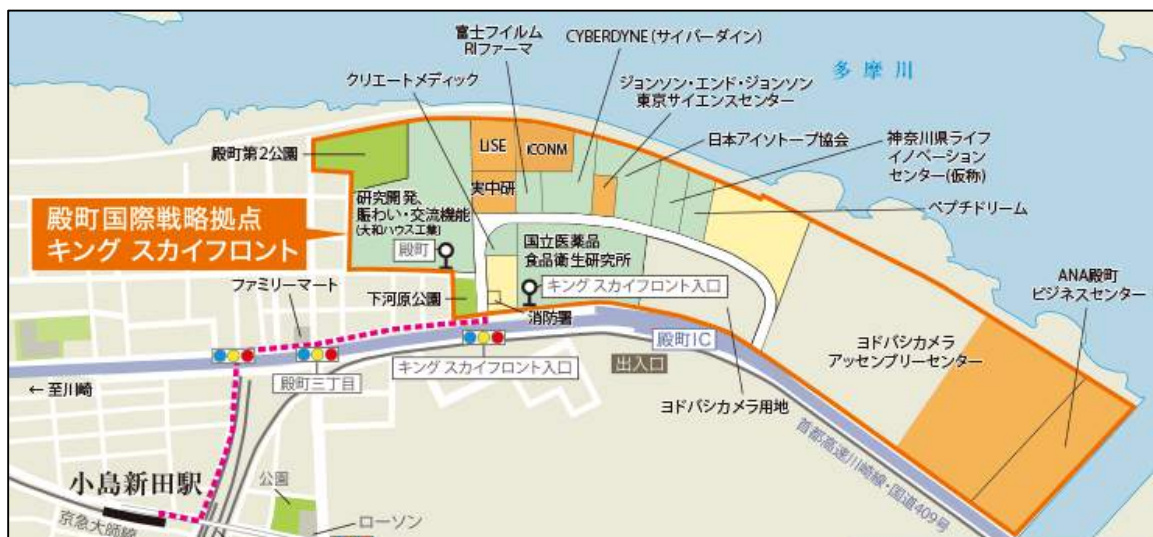 富士フイルム
RIファーマ
CYBERDYNE(サイバーダイン)
クリエートメディック
ジョンソン・エンド・ジョンソン
東京サイエンスセンター
多摩川
殿町第2公園
LiSE
iCONM
日本アイソトープ協会
神奈川県ライフ
イノベーション
センター(仮称)
実中研
研究開発、
賑わい・交流機能
(大和ハウス工業)
ペプチドリーム
殿町国際戦略拠点
キング スカイフロント
殿町
国立医薬品
食品衛生研究所
ANA殿町
ビジネスセンター
ファミリーマート
下河原公園
キング スカイフロント入口
消防署
殿町IC
ヨドバシカメラ
アッセンブリーセンター
キング スカイフロント入口
出入口
殿町三丁目
←至川崎
ヨドバシカメラ用地
首都高速川崎線・国道409号
小島新田駅
公園
京急大師線
ローソン